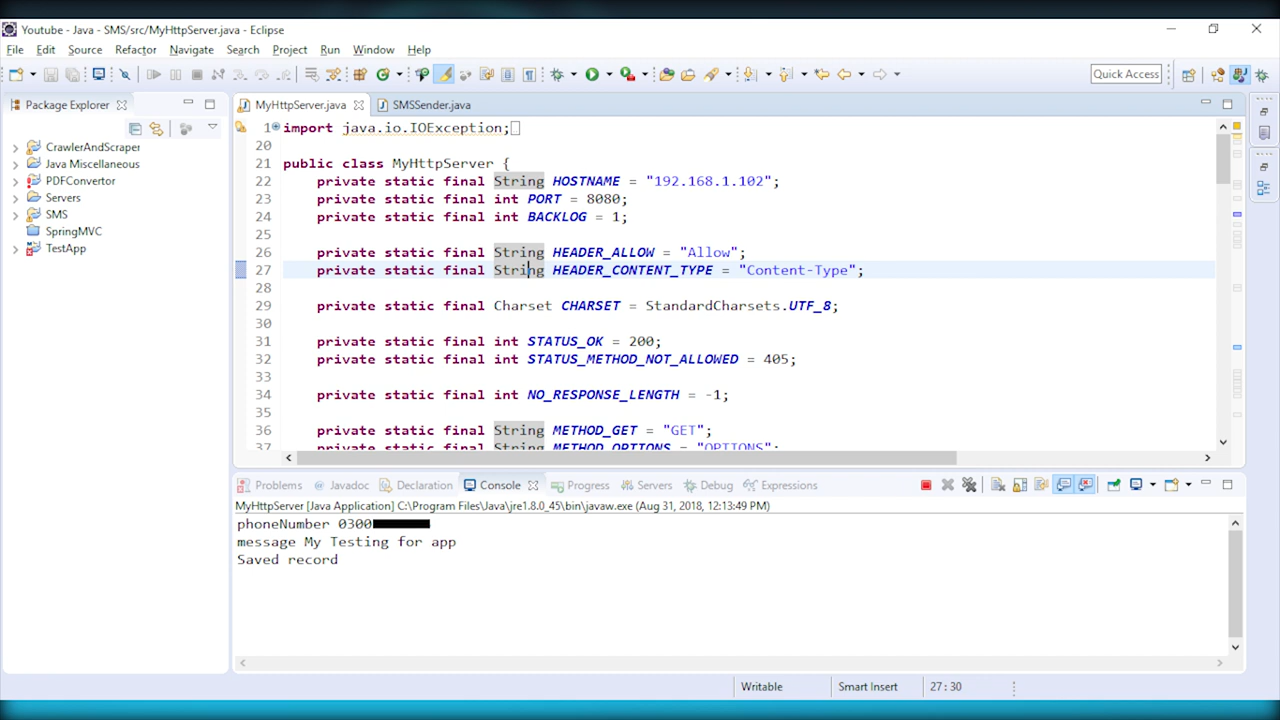 Youtube - Java - SMS/src/MyHttpServer.java - Eclipse
File Edit Source Refactor Navigate Search Project Run Window Help
Quick Access
Package Explorer
CrawlerAndScraper
Java Miscellaneous
PDFConvertor
Servers
SMS
SpringMVC
TestApp
MyHttpServer.java SMSSender.java
1 import java.io.IOException;
20
21 public class MyHttpServer {
22 private static final String HOSTNAME = "192.168.1.102";
23 private static final int PORT = 8080;
24 private static final int BACKLOG = 1;
25
26 private static final String HEADER_ALLOW = "Allow";
27 private static final String HEADER_CONTENT_TYPE = "Content-Type";
28
29 private static final Charset CHARSET = StandardCharsets.UTF_8;
30
31 private static final int STATUS_OK = 200;
32 private static final int STATUS_METHOD_NOT_ALLOWED = 405;
33
34 private static final int NO_RESPONSE_LENGTH = -1;
35
36 private static final String METHOD_GET = "GET";
37 private static final String METHOD_OPTIONS = "OPTIONS";
Problems Javadoc Declaration Console Progress Servers Debug Expressions
MyHttpServer [Java Application] C:\Program Files\Java\jre1.8.0_45\bin\javaw.exe (Aug 31, 2018, 12:13:49 PM)
phoneNumber 0300
message My Testing for app
Saved record
Writable Smart Insert 27 : 30